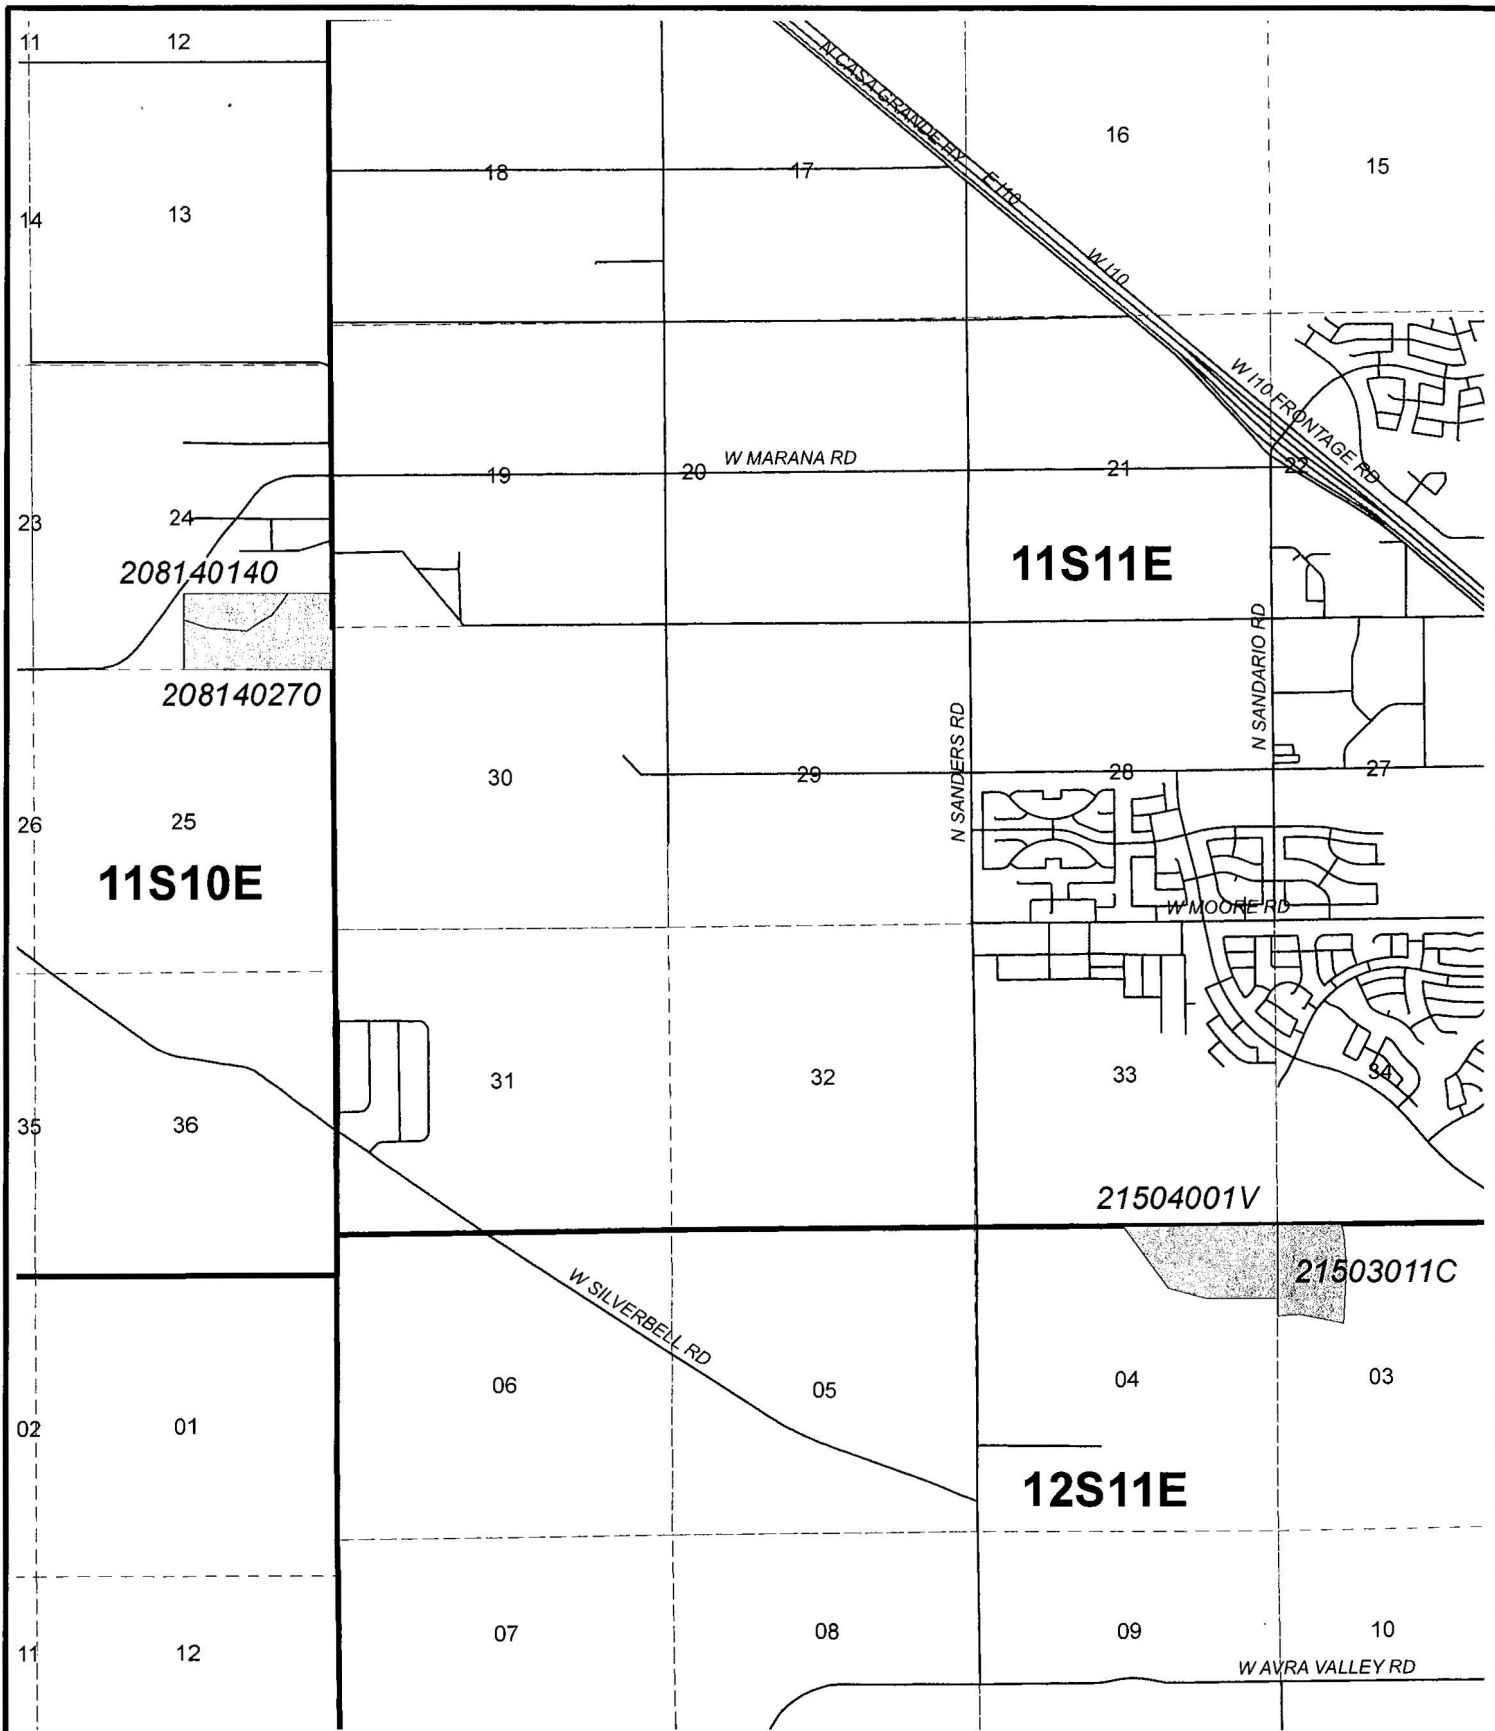 11
12
N CASA GRANDE HY
E I10
W I10
16
15
18
17
14
13
W I10 FRONTAGE RD
W MARANA RD
19
20
21
22
23
24
11S11E
208140140
208140270
N SANDARIO RD
N SANDERS RD
30
29
28
27
26
25
11S10E
W MOORE RD
31
32
33
34
35
36
21504001V
21503011C
W SILVERBELL RD
06
05
04
03
02
01
12S11E
07
08
09
10
11
12
W AVRA VALLEY RD